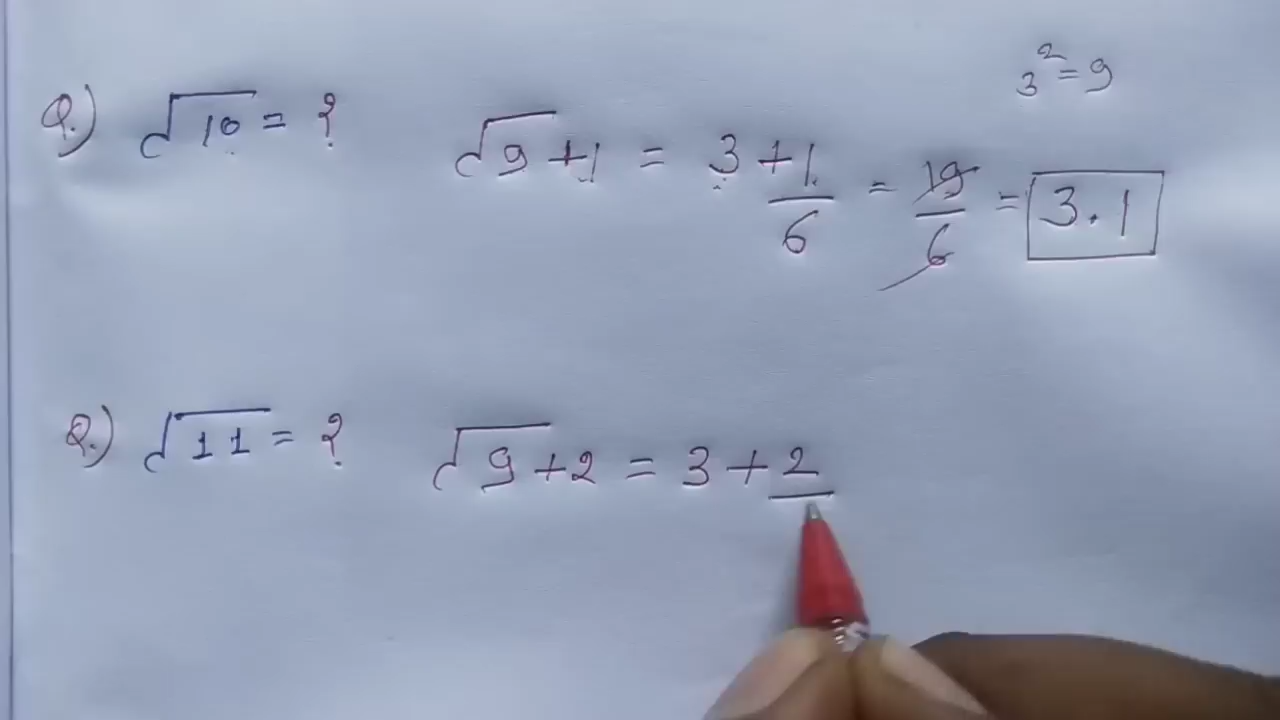 3² = 9
Q.) √10 = ? √9 + 1 = 3 + 1/6 = 19/6 = 3.1
Q.) √11 = ? √9 + 2 = 3 + 2